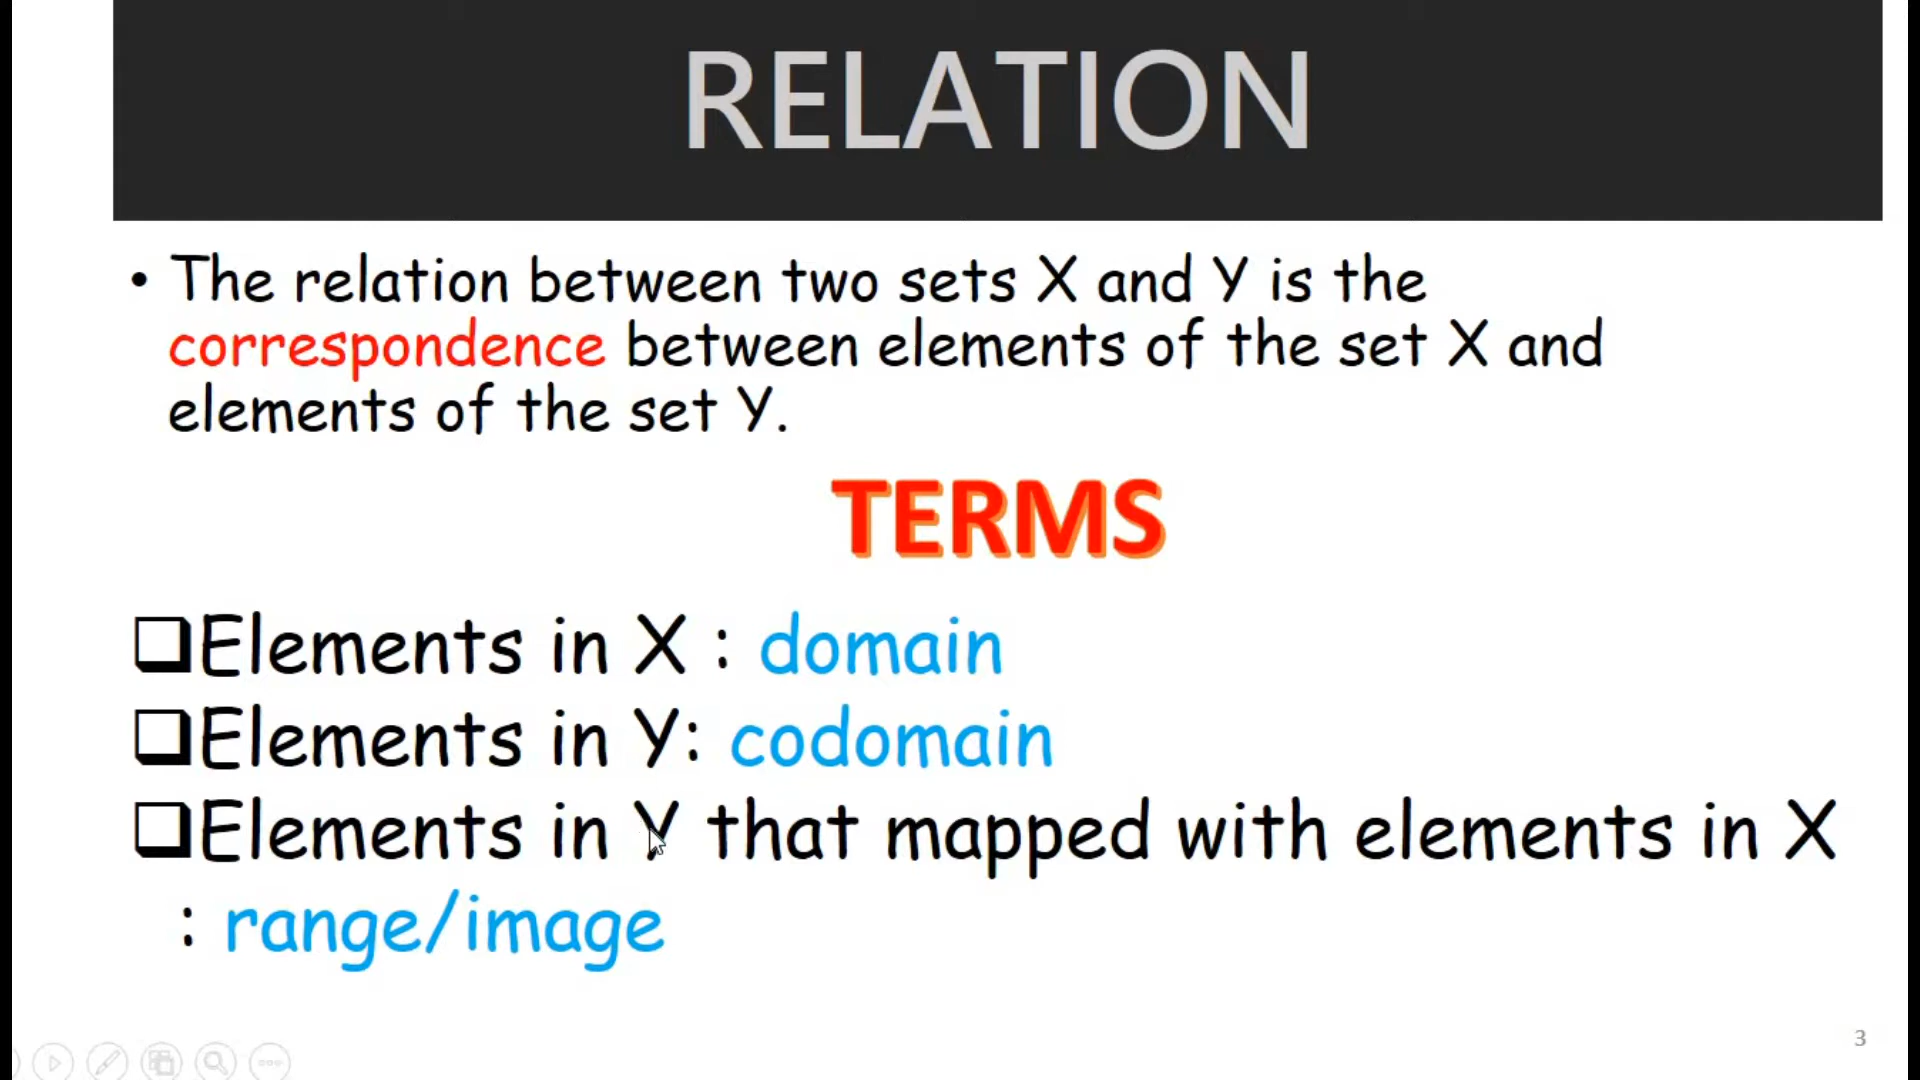 RELATION
• The relation between two sets X and Y is the
correspondence between elements of the set X and
elements of the set Y.
TERMS
❑Elements in X : domain
❑Elements in Y: codomain
❑Elements in Y that mapped with elements in X
: range/image
3